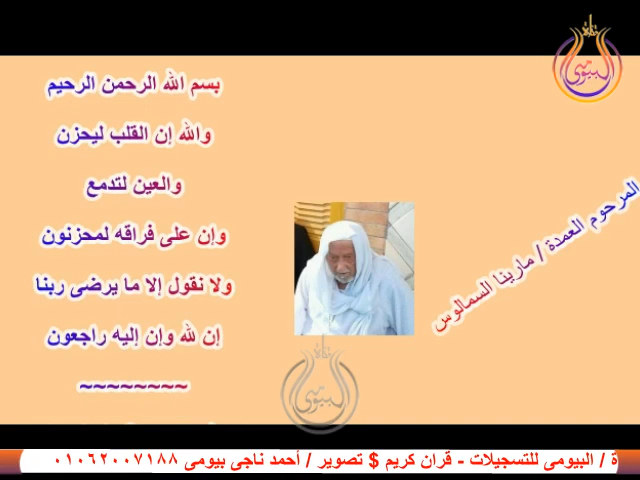 بسم الله الرحمن الرحيم
والله إن القلب ليحزن
والعين لتدمع
وإن على فراقه لمحزنون
ولا نقول إلا ما يرضى ربنا
إن لله وإن إليه راجعون
~~~~~~~~
المرحوم العمدة / مارينا السمالوس
البيومى
البيومى
ة / البيومى للتسجيلات - قران كريم $ تصوير / أحمد ناجى بيومى ٠١٠٦٢٠٠٧١٨٨